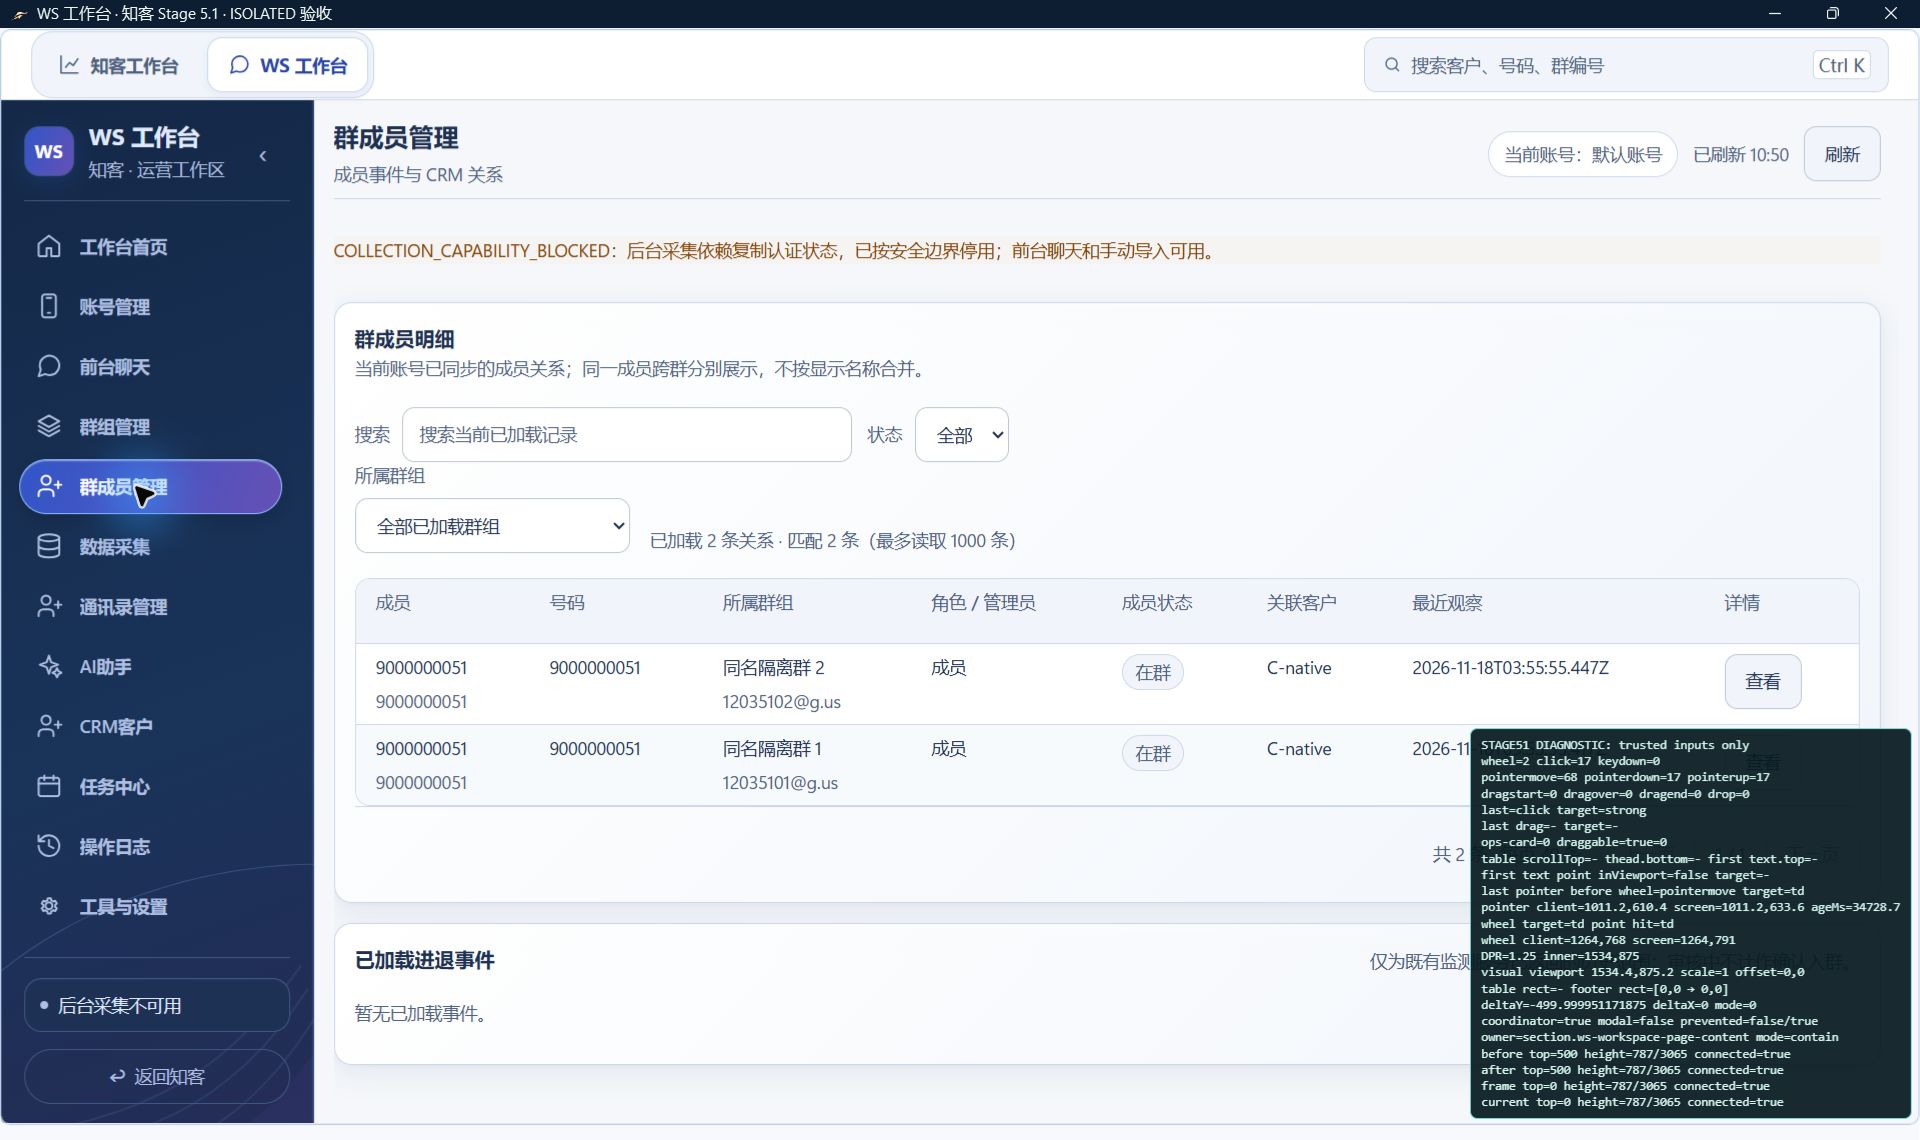 WS 工作台 · 知客 Stage 5.1 · ISOLATED 验收
知客工作台
WS 工作台
搜索客户、号码、群编号
Ctrl K
WS
WS 工作台
知客 · 运营工作区
工作台首页
账号管理
前台聊天
群组管理
群成员管理
数据采集
通讯录管理
AI助手
CRM客户
任务中心
操作日志
工具与设置
后台采集不可用
返回知客
群成员管理
成员事件与 CRM 关系
当前账号：默认账号
已刷新 10:50
刷新
COLLECTION_CAPABILITY_BLOCKED：后台采集依赖复制认证状态，已按安全边界停用；前台聊天和手动导入可用。
群成员明细
当前账号已同步的成员关系；同一成员跨群分别展示，不按显示名称合并。
搜索 搜索当前已加载记录 状态 全部
所属群组
全部已加载群组
已加载 2 条关系 · 匹配 2 条（最多读取 1000 条）
成员 号码 所属群组 角色 / 管理员 成员状态 关联客户 最近观察 详情
9000000051 9000000051 同名隔离群 2 成员 在群 C-native 2026-11-18T03:55:55.447Z 查看
9000000051 12035102@g.us
9000000051 9000000051 同名隔离群 1 成员 在群 C-native 2026-11 查看
9000000051 12035101@g.us
共 2 下一页
已加载进退事件
仅为既有监测 审核中不计作确认入群。
暂无已加载事件。
STAGE51 DIAGNOSTIC: trusted inputs only
wheel=2 click=17 keydown=0
pointermove=68 pointerdown=17 pointerup=17
dragstart=0 dragover=0 dragend=0 drop=0
last=click target=strong
last drag=- target=-
ops-card=0 draggable=true=0
table scrollTop=- thead.bottom=- first text.top=-
first text point inViewport=false target=-
last pointer before wheel=pointermove target=td
pointer client=1011.2,610.4 screen=1011.2,633.6 ageMs=34728.7
wheel target=td point hit=td
wheel client=1264,768 screen=1264,791
DPR=1.25 inner=1534,875
visual viewport 1534.4,875.2 scale=1 offset=0,0
table rect=- footer rect=[0,0 → 0,0]
deltaY=-499.999951171875 deltaX=0 mode=0
coordinator=true modal=false prevented=false/true
owner=section.ws-workspace-page-content mode=contain
before top=500 height=787/3065 connected=true
after top=500 height=787/3065 connected=true
frame top=0 height=787/3065 connected=true
current top=0 height=787/3065 connected=true